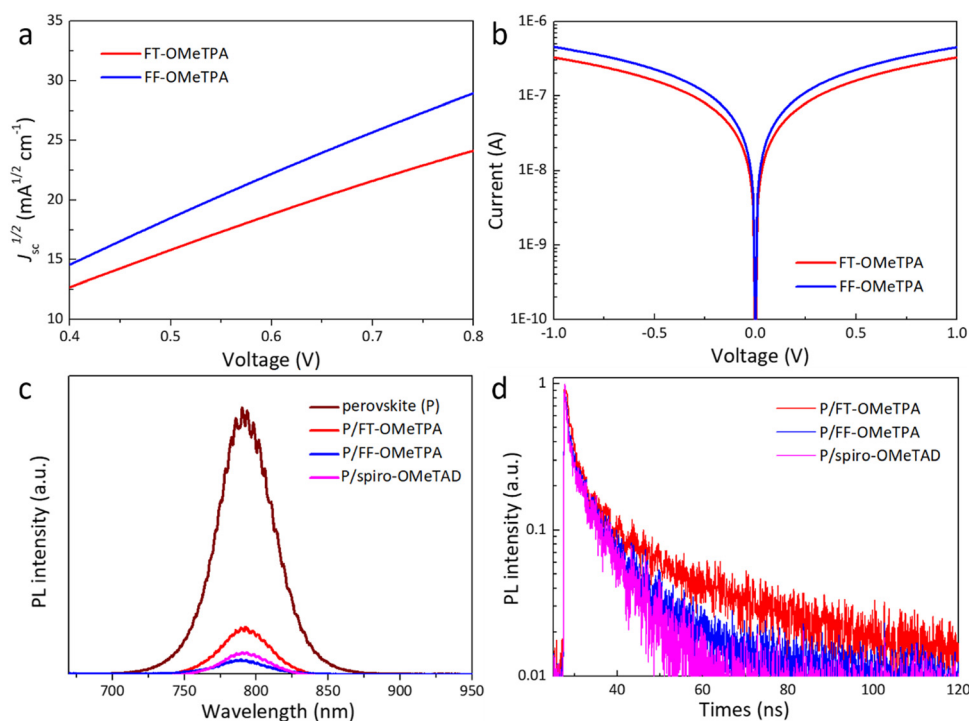 a
FT-OMeTPA
FF-OMeTPA
35
30
25
20
15
10
0.4
0.5
0.6
0.7
0.8
Jsc1/2 (mA1/2 cm-1)
Voltage (V)
b
1E-6
1E-7
1E-8
1E-9
1E-10
-1.0
-0.5
0.0
0.5
1.0
Current (A)
Voltage (V)
FT-OMeTPA
FF-OMeTPA
c
perovskite (P)
P/FT-OMeTPA
P/FF-OMeTPA
P/spiro-OMeTAD
PL intensity (a.u.)
700
750
800
850
900
950
Wavelength (nm)
d
P/FT-OMeTPA
P/FF-OMeTPA
P/spiro-OMeTAD
1
0.1
0.01
PL intensity (a.u.)
40
60
80
100
120
Times (ns)